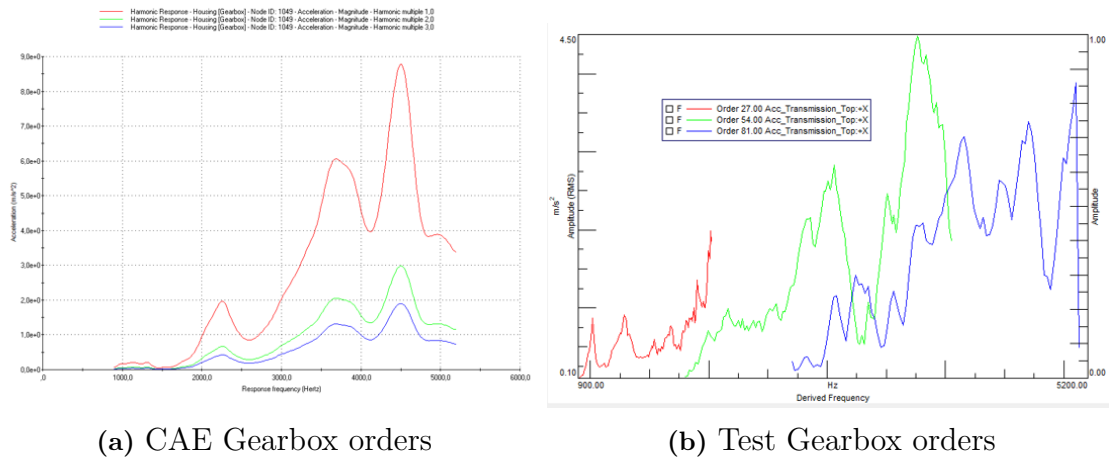 Harmonic Response - Housing [Gearbox] - Node ID: 1049 - Acceleration - Magnitude - Harmonic multiple 1,0
Harmonic Response - Housing [Gearbox] - Node ID: 1049 - Acceleration - Magnitude - Harmonic multiple 2,0
Harmonic Response - Housing [Gearbox] - Node ID: 1049 - Acceleration - Magnitude - Harmonic multiple 3,0
9,0e+0
8,0e+0
7,0e+0
6,0e+0
5,0e+0
4,0e+0
3,0e+0
2,0e+0
1,0e+0
0,0e+0
Acceleration (m/s^2)
,0
1000,0
2000,0
3000,0
4000,0
5000,0
6000,0
Response frequency (Hertz)
(a) CAE Gearbox orders
4.50
1.00
F Order 27.00 Acc_Transmission_Top:+X
F Order 54.00 Acc_Transmission_Top:+X
F Order 81.00 Acc_Transmission_Top:+X
m/s²
Amplitude (RMS)
Amplitude
0.10
0.00
900.00
Hz
5200.00
Derived Frequency
(b) Test Gearbox orders